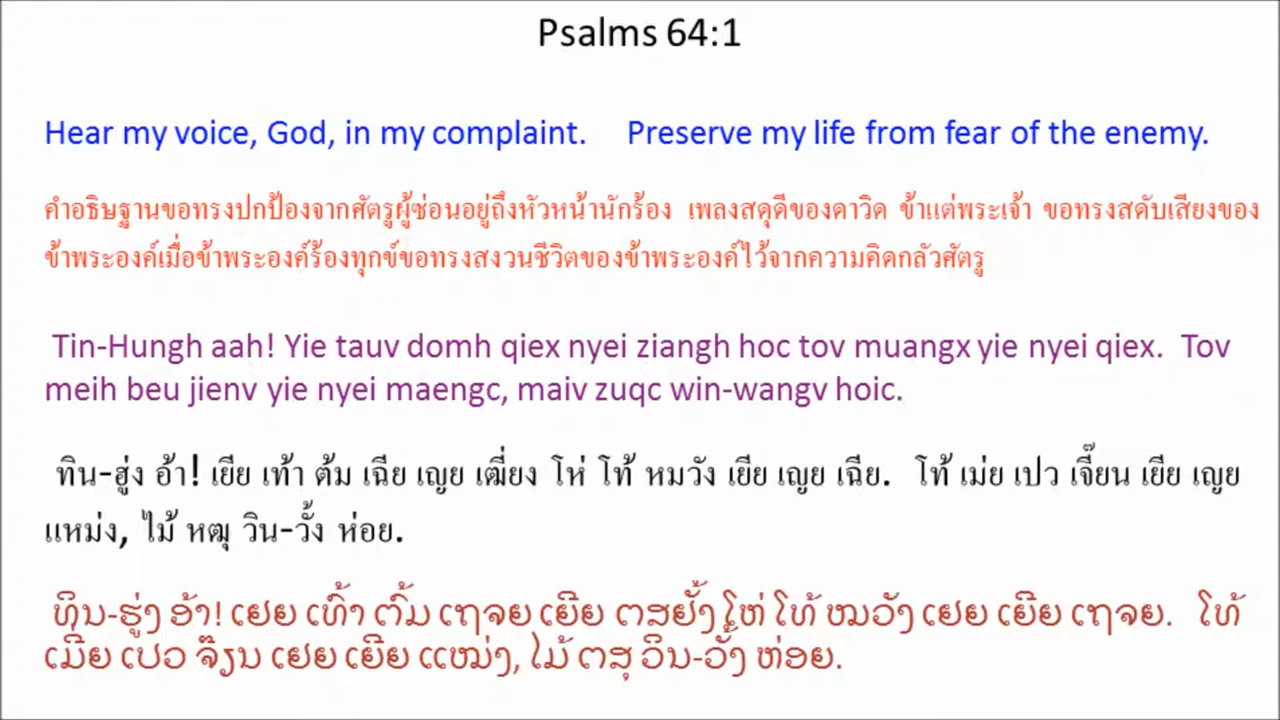 Psalms 64:1
Hear my voice, God, in my complaint.    Preserve my life from fear of the enemy.
คำอธิษฐานขอทรงปกป้องจากศัตรูผู้ซ่อนอยู่ถึงหัวหน้านักร้อง เพลงสดุดีของดาวิด ข้าแต่พระเจ้า ขอทรงสดับเสียงของ
ข้าพระองค์เมื่อข้าพระองค์ร้องทุกข์ขอทรงสงวนชีวิตของข้าพระองค์ไว้จากความคิดกลัวศัตรู
Tin-Hungh aah! Yie tauv domh qiex nyei ziangh hoc tov muangx yie nyei qiex.  Tov
meih beu jienv yie nyei maengc, maiv zuqc win-wangv hoic.
ทิน-ฮู่ง อ้า! เยีย เท้า ต้ม เฉีย เญย เฒี่ยง โห่ โท้ หมวัง เยีย เญย เฉีย.  โท้ เม่ย เปว เจี๊ยน เยีย เญย
แหม่ง, ไม้ หฒุ วิน-วั้ง ห่อย.
ທິນ-ຮູ່ງ ອ້າ! ເຢຍ ເທົ້າ ຕົ້ມ ເຖຈຍ ເຍີຍ ຕສຢັ້ງ ໂຫ່ ໂທ້ ໝວັງ ເຢຍ ເຍີຍ ເຖຈຍ.  ໂທ້
ເມີ່ຍ ເປວ ຈ໊ຽນ ເຢຍ ເຍີຍ ແໝ່ງ, ໄມ້ ຕສຸ ວິນ-ວັ້ງ ຫ່ອຍ.